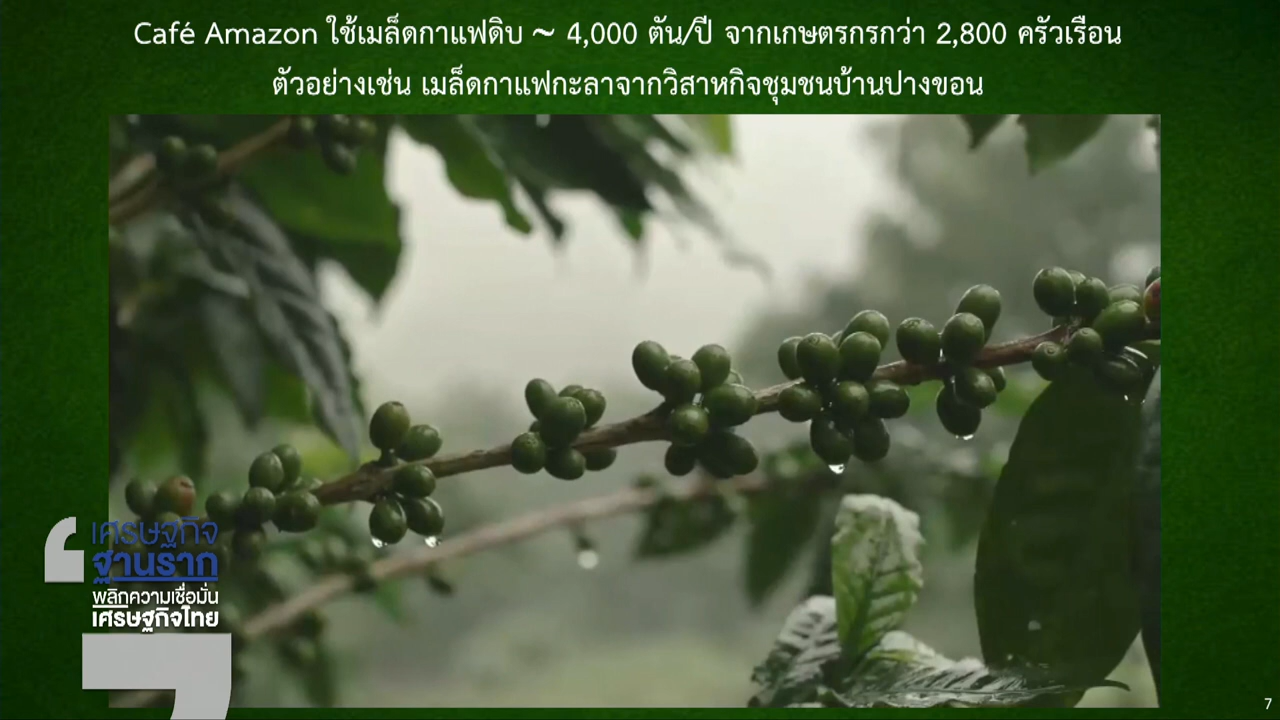 Café Amazon ใช้เมล็ดกาแฟดิบ ~ 4,000 ตัน/ปี จากเกษตรกรกว่า 2,800 ครัวเรือน
ตัวอย่างเช่น เมล็ดกาแฟกะลาจากวิสาหกิจชุมชนบ้านปางขอน
เศรษฐกิจ
ฐานราก
พลิกความเชื่อมั่น
เศรษฐกิจไทย
7